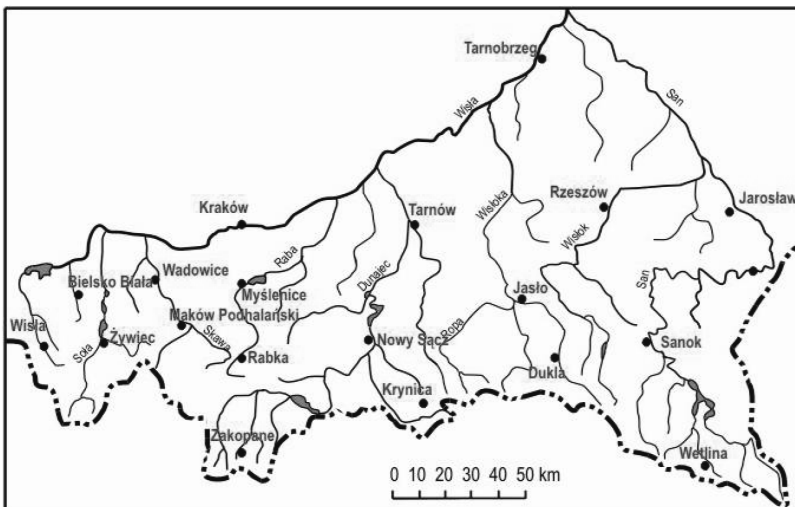 Tarnobrzeg
Wisła
San
Kraków
Tarnów
Rzeszów
Jarosław
Wisłoka
Wisłok
Raba
Dunajec
San
Bielsko Biała
Wadowice
Myślenice
Maków Podhalański
Jasło
Wisła
Soła
Żywiec
Skawa
Rabka
Nowy Sącz
Ropa
Sanok
Dukla
Krynica
Zakopane
Wetlina
0 10 20 30 40 50 km